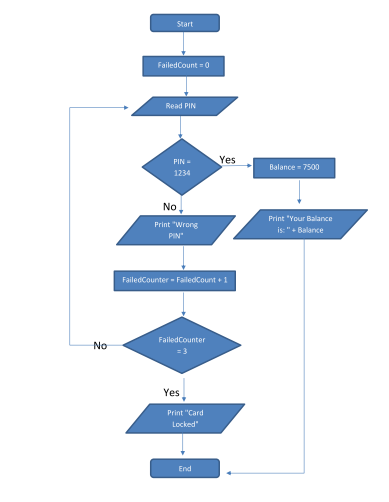 Start
FailedCount = 0
Read PIN
PIN =
1234
Yes
Balance = 7500
No
Print "Wrong
PIN"
Print "Your Balance
is: " + Balance
FailedCounter = FailedCount + 1
FailedCounter
= 3
No
Yes
Print "Card
Locked"
End